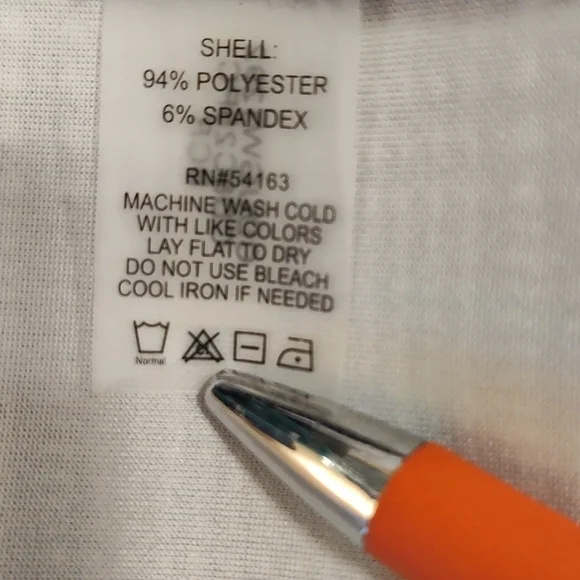 SHELL:
94% POLYESTER
6% SPANDEX
RN#54163
MACHINE WASH COLD
WITH LIKE COLORS
LAY FLAT TO DRY
DO NOT USE BLEACH
COOL IRON IF NEEDED
Normal